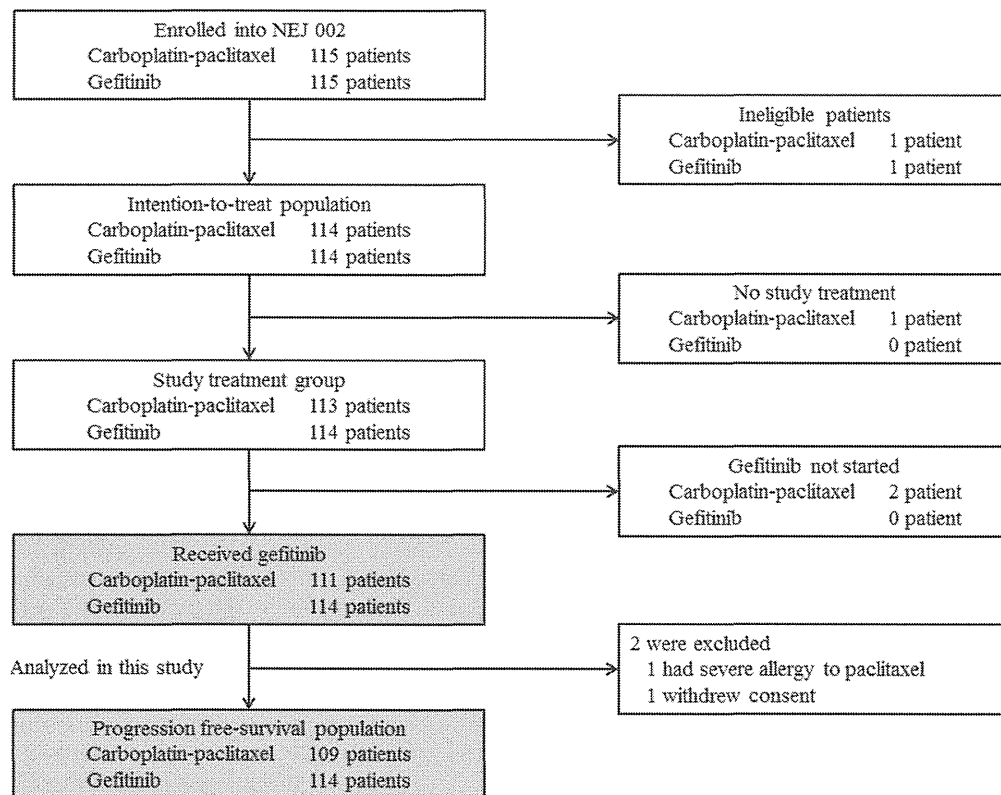 Enrolled into NEJ 002
Carboplatin-paclitaxel 115 patients
Gefitinib 115 patients
Ineligible patients
Carboplatin-paclitaxel 1 patient
Gefitinib 1 patient
Intention-to-treat population
Carboplatin-paclitaxel 114 patients
Gefitinib 114 patients
No study treatment
Carboplatin-paclitaxel 1 patient
Gefitinib 0 patient
Study treatment group
Carboplatin-paclitaxel 113 patients
Gefitinib 114 patients
Gefitinib not started
Carboplatin-paclitaxel 2 patient
Gefitinib 0 patient
Received gefitinib
Carboplatin-paclitaxel 111 patients
Gefitinib 114 patients
2 were excluded
1 had severe allergy to paclitaxel
1 withdrew consent
Analyzed in this study
Progression free-survival population
Carboplatin-paclitaxel 109 patients
Gefitinib 114 patients